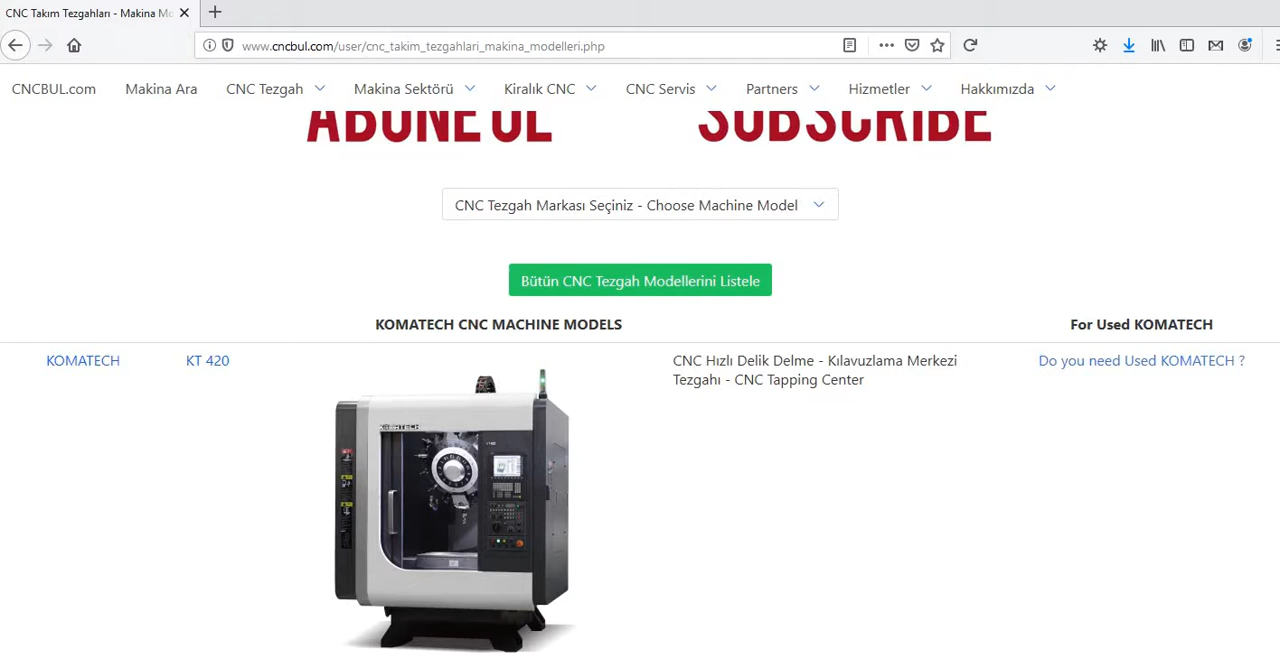 CNC Takım Tezgahları - Makina Mo
www.cncbul.com/user/cnc_takim_tezgahlari_makina_modelleri.php
CNCBUL.com Makina Ara CNC Tezgah Makina Sektörü Kiralık CNC CNC Servis Partners Hizmetler Hakkımızda
ABONE OL SUBSCRIBE
CNC Tezgah Markası Seçiniz - Choose Machine Model
Bütün CNC Tezgah Modellerini Listele
KOMATECH CNC MACHINE MODELS For Used KOMATECH
KOMATECH KT 420 CNC Hızlı Delik Delme - Kılavuzlama Merkezi Do you need Used KOMATECH ?
Tezgahı - CNC Tapping Center
KOMATECH